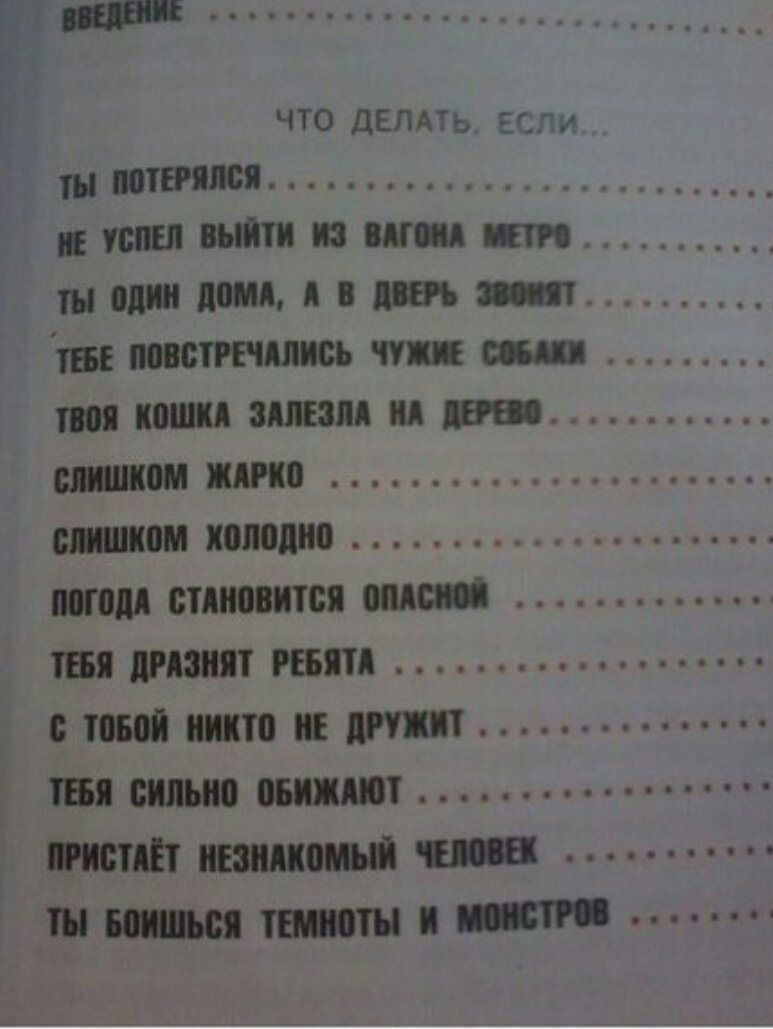 ВВЕДЕНИЕ ..............................
ЧТО ДЕЛАТЬ, ЕСЛИ...
ТЫ ПОТЕРЯЛСЯ..............................
НЕ УСПЕЛ ВЫЙТИ ИЗ ВАГОНА МЕТРО ............
ТЫ ОДИН ДОМА, А В ДВЕРЬ ЗВОНЯТ............
ТЕБЕ ПОВСТРЕЧАЛИСЬ ЧУЖИЕ СОБАКИ ..........
ТВОЯ КОШКА ЗАЛЕЗЛА НА ДЕРЕВО..............
СЛИШКОМ ЖАРКО ...........................
СЛИШКОМ ХОЛОДНО .........................
ПОГОДА СТАНОВИТСЯ ОПАСНОЙ ...............
ТЕБЯ ДРАЗНЯТ РЕБЯТА ......................
С ТОБОЙ НИКТО НЕ ДРУЖИТ ..................
ТЕБЯ СИЛЬНО ОБИЖАЮТ .....................
ПРИСТАЁТ НЕЗНАКОМЫЙ ЧЕЛОВЕК .............
ТЫ БОИШЬСЯ ТЕМНОТЫ И МОНСТРОВ ..........